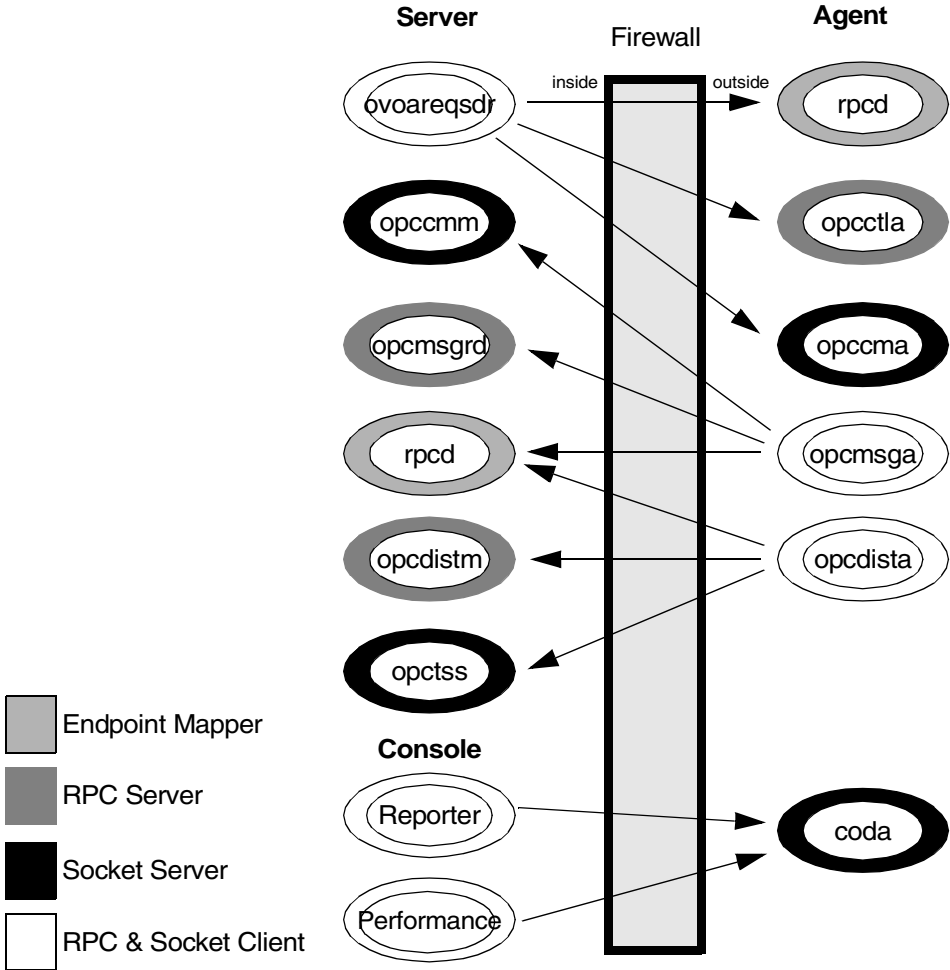 Server
Agent
Firewall
inside
outside
ovoareqsdr
rpcd
opccmm
opcctla
opcmsgrd
opccma
rpcd
opcmsga
opcdistm
opcdista
opctss
Endpoint Mapper
Console
RPC Server
Reporter
coda
Socket Server
Performance
RPC & Socket Client